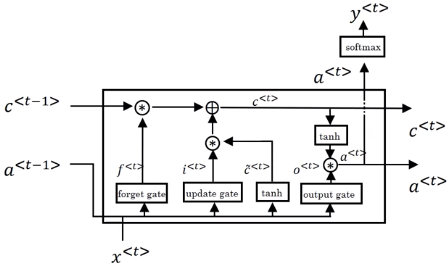 y^{<t>}
softmax
a^{<t>}
c^{<t-1>}
*
⊕
c^{<t>}
c^{<t>}
tanh
*
a^{<t-1>}
f^{<t>}
i^{<t>}
c̃^{<t>}
o^{<t>}
*
a^{<t>}
a^{<t>}
forget gate
update gate
tanh
output gate
x^{<t>}